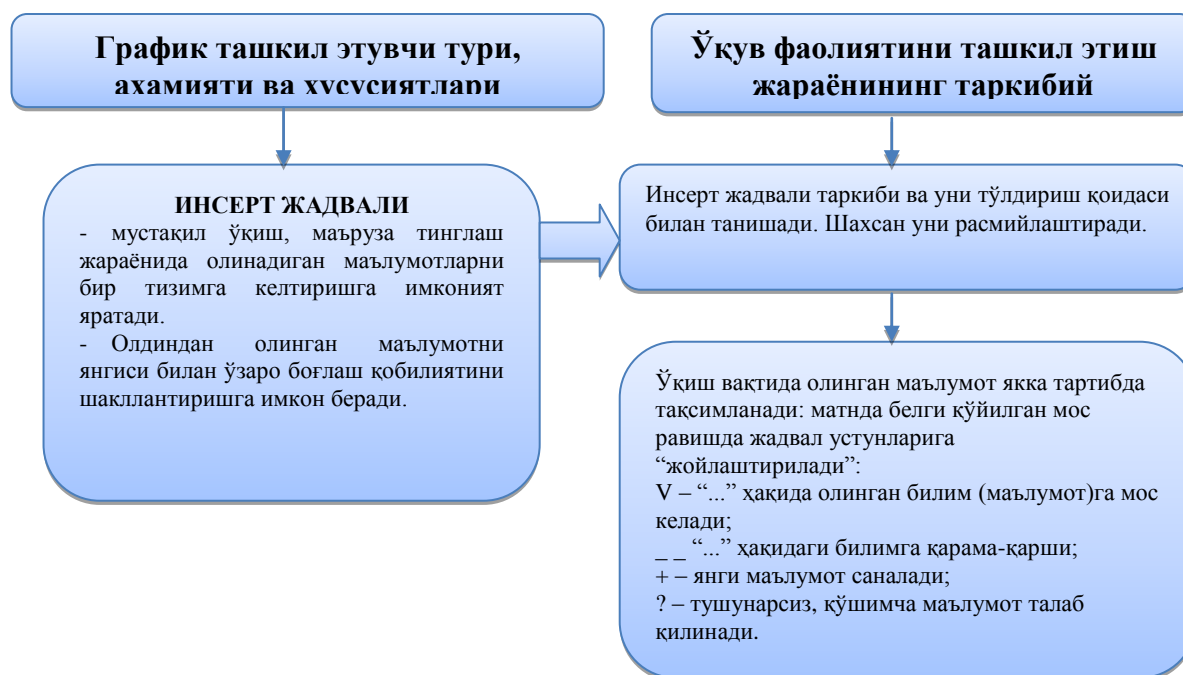 График ташкил этувчи тури,
аҳамияти ва хусусиятлари
ИНСЕРТ ЖАДВАЛИ
- мустақил ўқиш, маъруза тинглаш
жараёнида олинадиган маълумотларни
бир тизимга келтиришга имконият
яратади.
- Олдиндан олинган маълумотни
янгиси билан ўзаро боғлаш қобилиятини
шакллантиришга имкон беради.
Ўқув фаолиятини ташкил этиш
жараёнининг таркибий
Инсерт жадвали таркиби ва уни тўлдириш қоидаси
билан танишади. Шахсан уни расмийлаштиради.
Ўқиш вақтида олинган маълумот якка тартибда
тақсимланади: матнда белги қўйилган мос
равишда жадвал устунларига
“жойлаштирилади”:
V – “...” ҳақида олинган билим (маълумот)га мос
келади;
_ _ “...” ҳақидаги билимга қарама-қарши;
+ – янги маълумот саналади;
? – тушунарсиз, қўшимча маълумот талаб
қилинади.